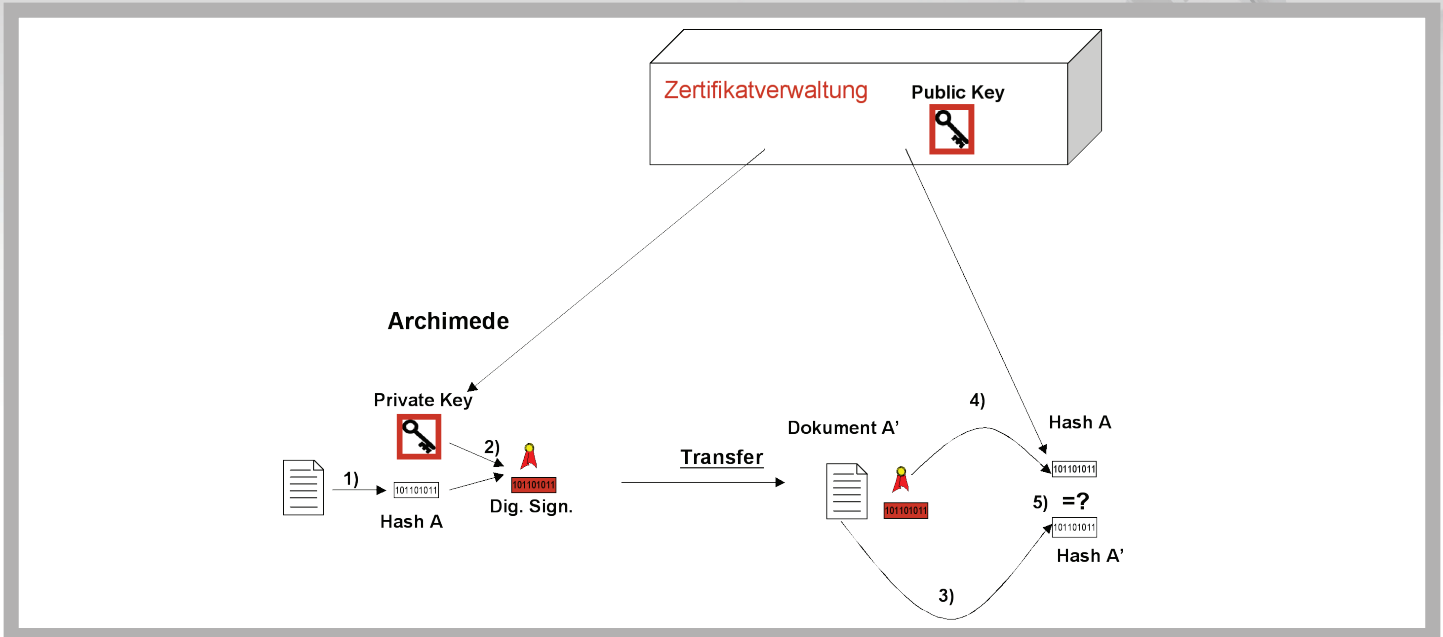 Zertifikatverwaltung
Public Key
Archimede
Private Key
1)
101101011
Hash A
2)
101101011
Dig. Sign.
Transfer
Dokument A’
101101011
4)
Hash A
101101011
5) =?
101101011
Hash A’
3)